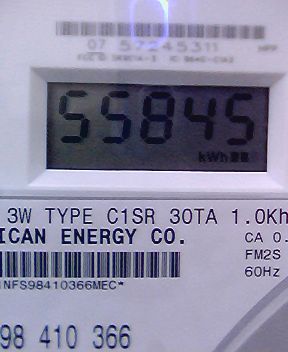 07 57245311
55845
kWh
3W TYPE C1SR 30TA 1.0Kh
ICAN ENERGY CO.
CA 0.
FM2S
60Hz
NFS98410366MEC*
98 410 366